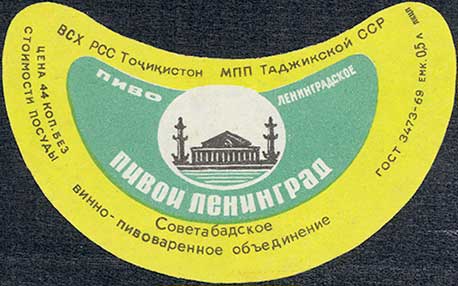 ВСХ РСС Тоҷикистон МПП Таджикской ССР
ПИВО ЛЕНИНГРАДСКОЕ
ПИВОИ ЛЕНИНГРАД
Советабадское
винно-пивоваренное объединение
ЦЕНА 44 КОП. БЕЗ
СТОИМОСТИ ПОСУДЫ
ГОСТ 3473-69 ЕМК. 0,5 л